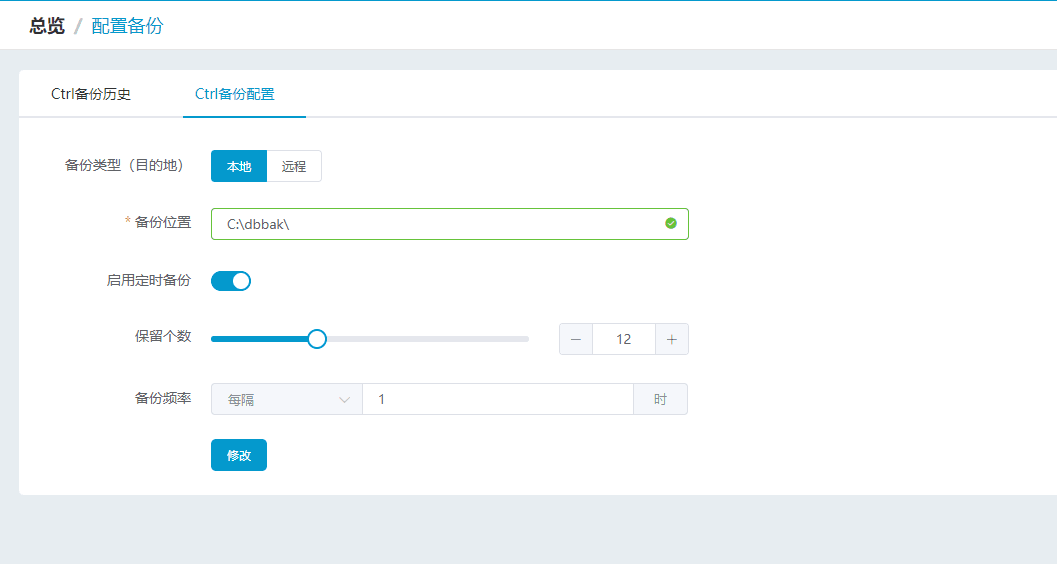 总览 / 配置备份
Ctrl备份历史 Ctrl备份配置
备份类型（目的地） 本地 远程
* 备份位置 C:\dbbak\
启用定时备份
保留个数 12
备份频率 每隔 1 时
修改